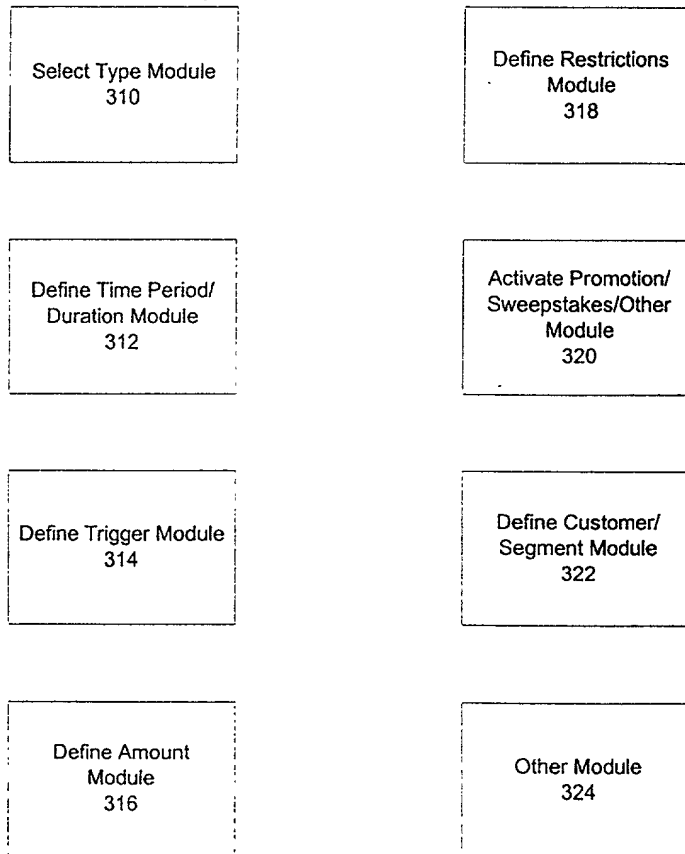 Select Type Module
310
Define Restrictions
Module
318
Define Time Period/
Duration Module
312
Activate Promotion/
Sweepstakes/Other
Module
320
Define Trigger Module
314
Define Customer/
Segment Module
322
Define Amount
Module
316
Other Module
324